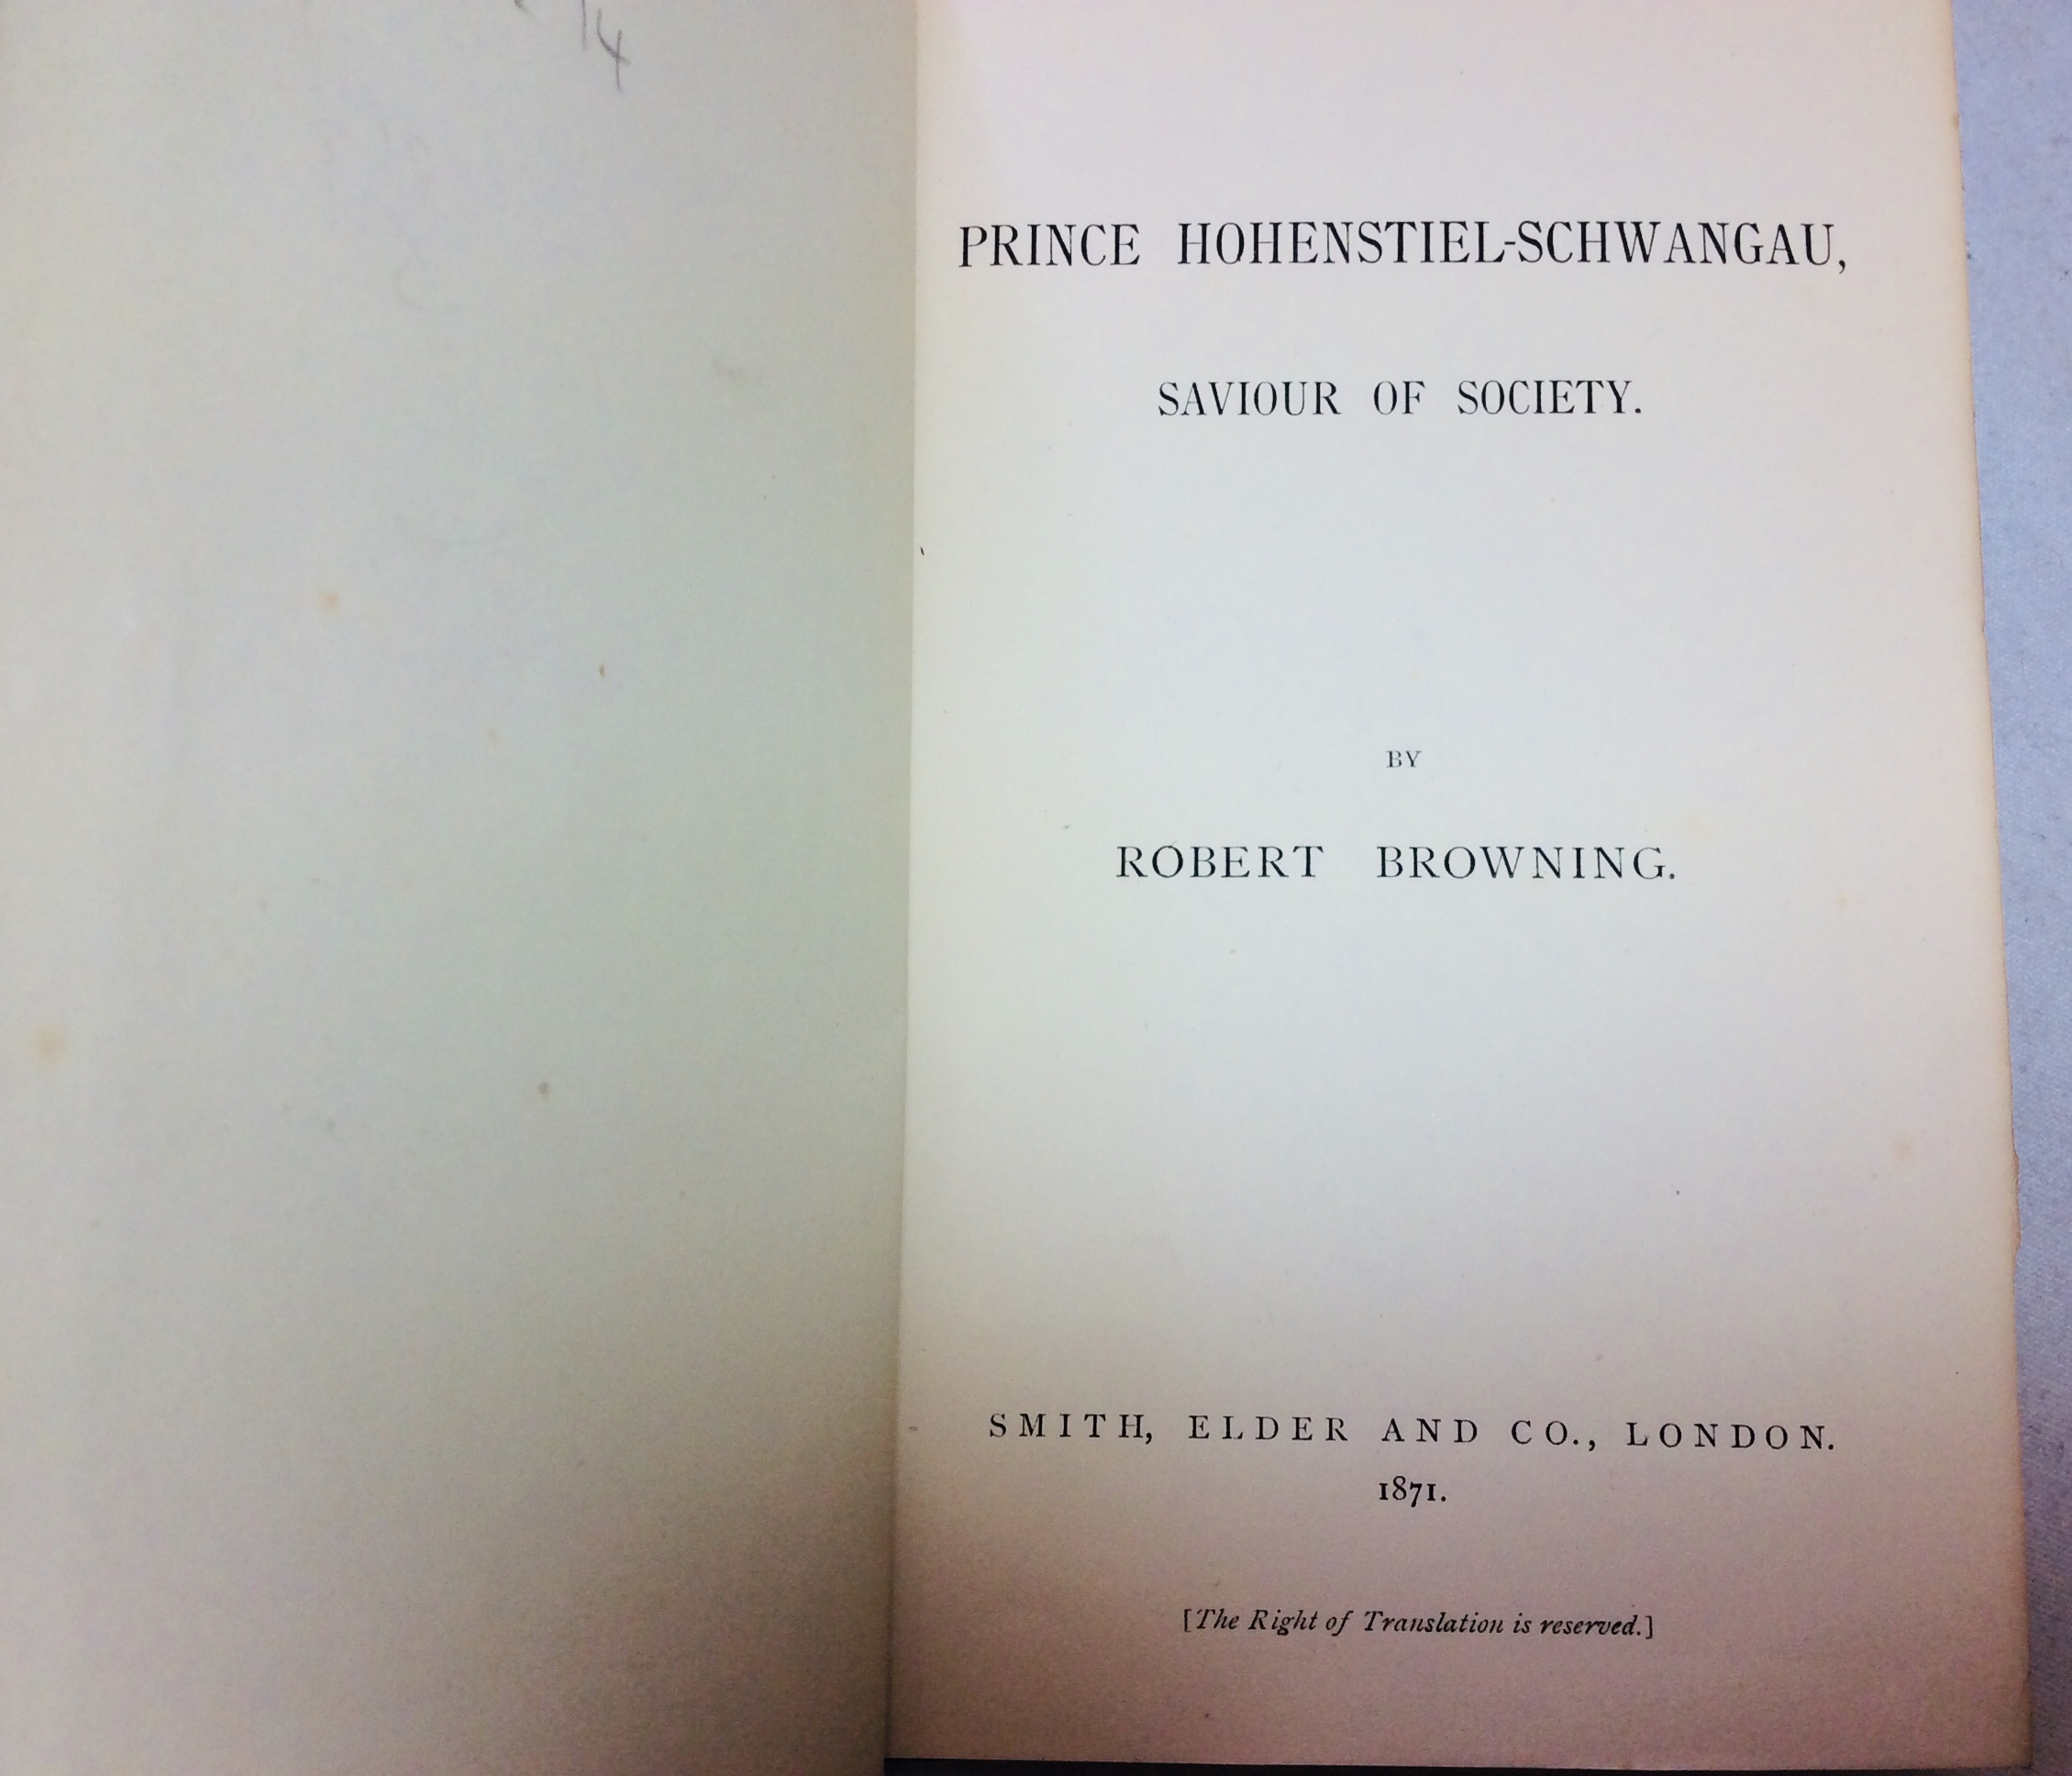 14
PRINCE HOHENSTIEL-SCHWANGAU,
SAVIOUR OF SOCIETY.
BY
ROBERT BROWNING.
SMITH, ELDER AND CO., LONDON.
1871.
[The Right of Translation is reserved.]